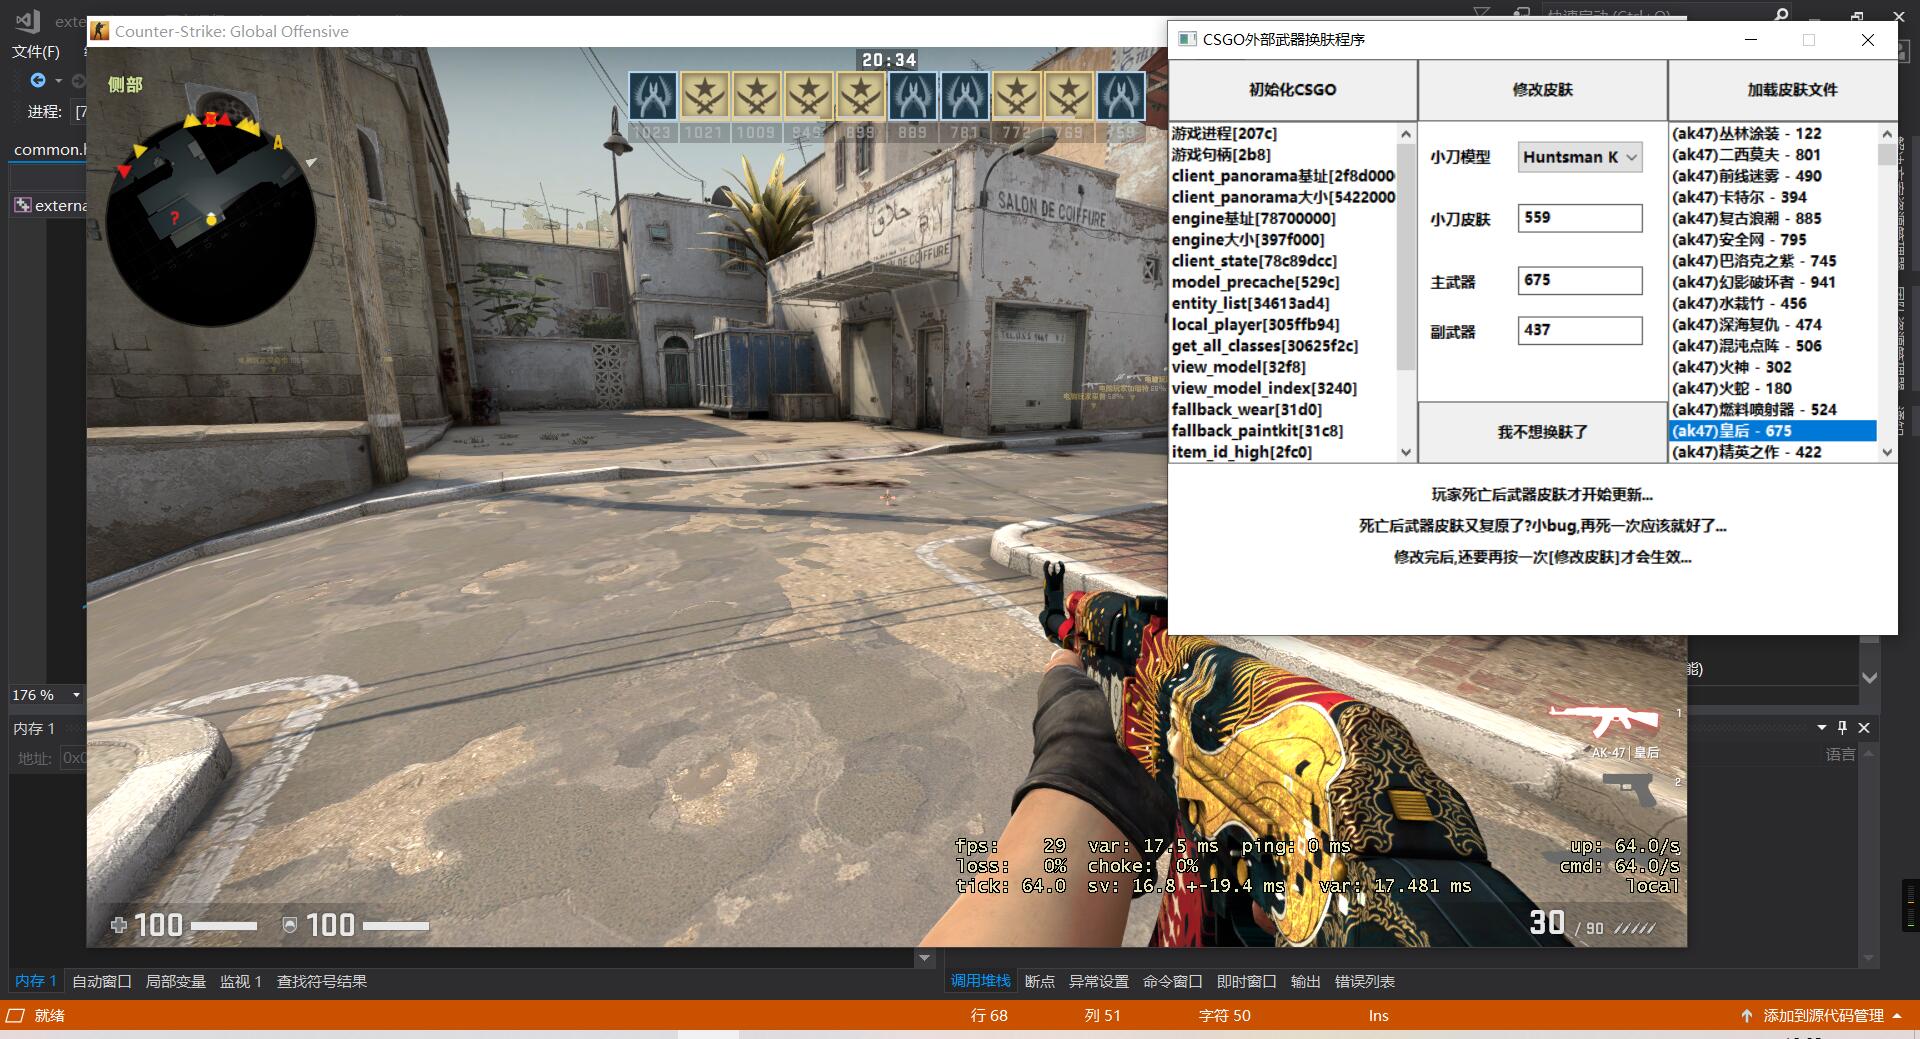 文件(F)
进程:
common.h
externa
176 %
内存 1
地址:
Counter-Strike: Global Offensive
侧部
A
?
20:34
1023 1021 1009 945 899 889 781 772 769 759
SALON DE COIFFURE
SALON DE COIFFURE
AK-47 | 皇后
1
2
fps: 29 var: 17.5 ms ping: 0 ms
loss: 0% choke: 0%
tick: 64.0 sv: 16.8 +-19.4 ms var: 17.481 ms
up: 64.0/s
cmd: 64.0/s
local
100
100
30 / 90
CSGO外部武器换肤程序
初始化CSGO
修改皮肤
加载皮肤文件
游戏进程[207c]
游戏句柄[2b8]
client_panorama基址[2f8d000
client_panorama大小[5422000
engine基址[78700000]
engine大小[397f000]
client_state[78c89dcc]
model_precache[529c]
entity_list[34613ad4]
local_player[305ffb94]
get_all_classes[30625f2c]
view_model[32f8]
view_model_index[3240]
fallback_wear[31d0]
fallback_paintkit[31c8]
item_id_high[2fc0]
小刀模型
Huntsman K
小刀皮肤
559
主武器
675
副武器
437
我不想换肤了
(ak47)丛林涂装 - 122
(ak47)二西莫夫 - 801
(ak47)前线迷雾 - 490
(ak47)卡特尔 - 394
(ak47)复古浪潮 - 885
(ak47)安全网 - 795
(ak47)巴洛克之紫 - 745
(ak47)幻影破坏者 - 941
(ak47)水栽竹 - 456
(ak47)深海复仇 - 474
(ak47)混沌点阵 - 506
(ak47)火神 - 302
(ak47)火蛇 - 180
(ak47)燃料喷射器 - 524
(ak47)皇后 - 675
(ak47)精英之作 - 422
玩家死亡后武器皮肤才开始更新...
死亡后武器皮肤又复原了?小bug,再死一次应该就好了...
修改完后,还要再按一次[修改皮肤]才会生效...
能)
语言
内存 1 自动窗口 局部变量 监视 1 查找符号结果
调用堆栈 断点 异常设置 命令窗口 即时窗口 输出 错误列表
就绪
行 68
列 51
字符 50
Ins
添加到源代码管理